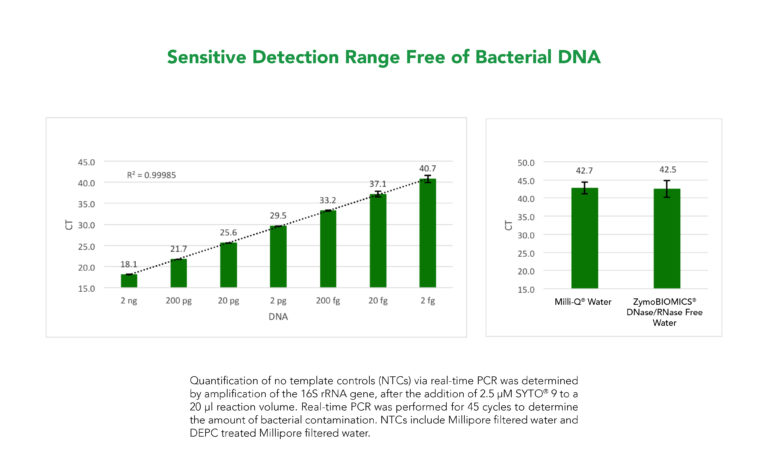 Sensitive Detection Range Free of Bacterial DNA
45.0
40.0
35.0
30.0
25.0
20.0
15.0
CT
R² = 0.99985
18.1
21.7
25.6
29.5
33.2
37.1
40.7
2 ng 200 pg 20 pg 2 pg 200 fg 20 fg 2 fg
DNA
50.0
45.0
40.0
35.0
30.0
25.0
20.0
15.0
CT
42.7
42.5
Milli-Q® Water
ZymoBIOMICS®
DNase/RNase Free
Water
Quantification of no template controls (NTCs) via real-time PCR was determined
by amplification of the 16S rRNA gene, after the addition of 2.5 µM SYTO® 9 to a
20 µl reaction volume. Real-time PCR was performed for 45 cycles to determine
the amount of bacterial contamination. NTCs include Millipore filtered water and
DEPC treated Millipore filtered water.